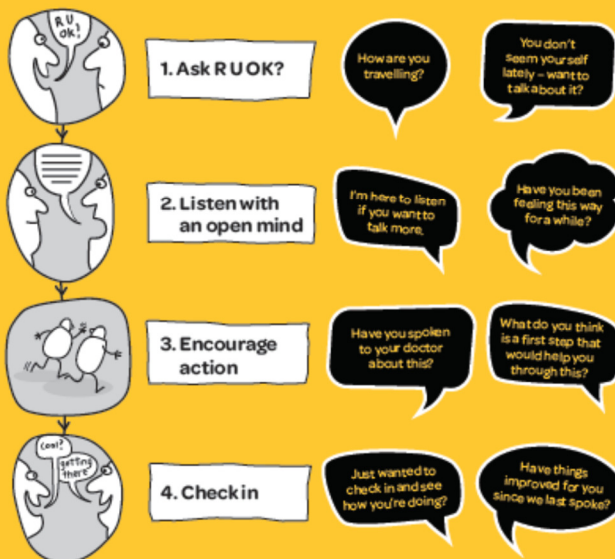 R U
OK?
1. Ask R U OK?
How are you
travelling?
You don't
seem yourself
lately – want to
talk about it?
2. Listen with
an open mind
I'm here to listen
if you want to
talk more.
Have you been
feeling this way
for a while?
3. Encourage
action
Have you spoken
to your doctor
about this?
What do you think
is a first step that
would help you
through this?
Cool?
getting
there
4. Check in
Just wanted to
check in and see
how you're doing?
Have things
improved for you
since we last spoke?